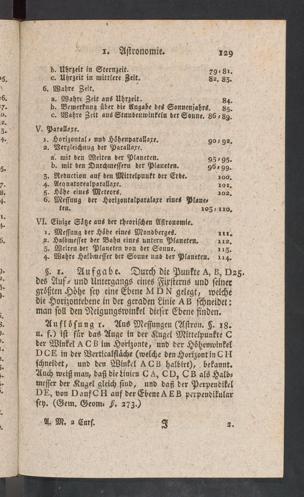 1. Astronomie. 129
b. Uhrzeit in Sternzeit. 79:81.
c. Uhrzeit in mittlere Zeit. 82. 83.
6. Wahre Zeit.
a. Wahre Zeit aus Uhrzeit. 84.
b. Bemerkung über die Angabe des Sonnenjahrs. 85.
c. Wahre Zeit aus Stundenwinkeln der Sonne. 86:89.
V. Parallaxe.
1. Horizontal- und Höhenparallaxe. 90:92.
2. Vergleichung der Parallaxe.
a. mit den Weiten der Planeten. 93:95.
b. mit den Durchmessern der Planeten. 96:99.
3. Reduction auf den Mittelpunkt der Erde. 100.
4. Aequatorealparallaxe. 101.
5. Höhe eines Meteors. 102.
6. Messung der Horizontalparalaxe eines Plane-
ten. 103:110.
VI. Einige Sätze aus der theorischen Astronomie.
1. Messung der Höhe eines Mondberges. 111.
2. Halbmesser der Bahn eines untern Planeten. 112.
3. Weiten der Planeten von der Sonne. 113.
4. Wahre Halbmesser der Sonne und der Planeten. 114.
§. 1. Aufgabe. Durch die Punkte A, B, D25.
des Auf- und Untergangs eines Fixsterns und seiner
größten Höhe sey eine Ebene MDN gelegt, welche
die Horizontebene in der geraden Linie AB schneidet:
man soll den Neigungswinkel dieser Ebene finden.
Auflösung 1. Aus Messungen (Astron. §. 18.
u. f.) ist für das Auge in der Kugel Mittelpunkte C
der Winkel ACB im Horizonte, und der Höhenwinkel
DCE in der Verticalfläche (welche den Horizont in CH
schneidet, und den Winkel ACB halbirt), bekannt.
Auch weiß man, daß die Linien CA, CD, CB als Halb-
messer der Kugel gleich sind, und daß der Perpendikel
DE, von D auf CH auf der Ebene AEB perpendikular
sey. (Gem. Geom. §. 273.)
A. M. 2 Curs. J 2.